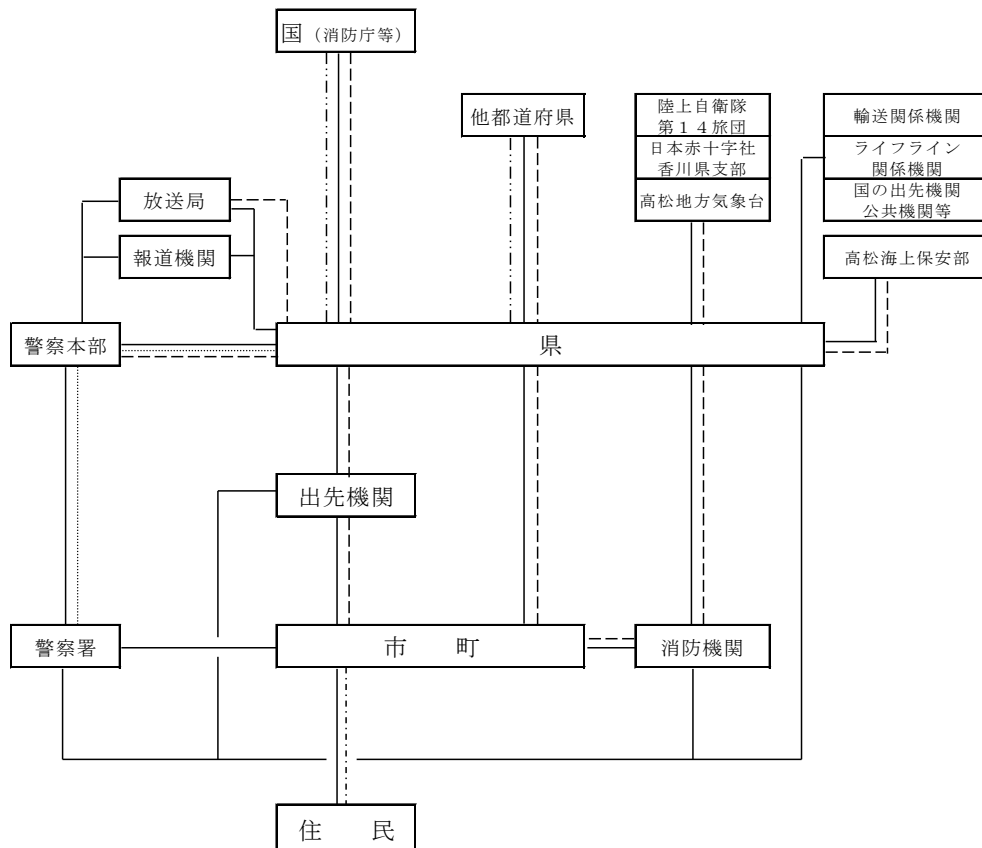 国（消防庁等）
他都道府県
陸上自衛隊
第１４旅団
日本赤十字社
香川県支部
高松地方気象台
輸送関係機関
ライフライン
関係機関
国の出先機関
公共機関等
放送局
報道機関
高松海上保安部
警察本部
県
出先機関
警察署
市　町
消防機関
住　民